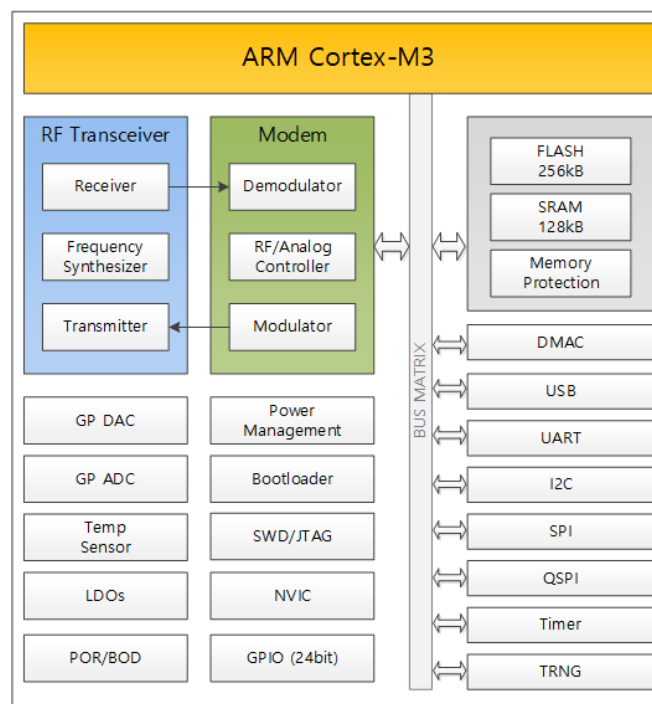 ARM Cortex-M3
RF Transceiver
Receiver
Frequency
Synthesizer
Transmitter
Modem
Demodulator
RF/Analog
Controller
Modulator
GP DAC
GP ADC
Temp
Sensor
LDOs
POR/BOD
Power
Management
Bootloader
SWD/JTAG
NVIC
GPIO (24bit)
BUS MATRIX
FLASH
256kB
SRAM
128kB
Memory
Protection
DMAC
USB
UART
I2C
SPI
QSPI
Timer
TRNG